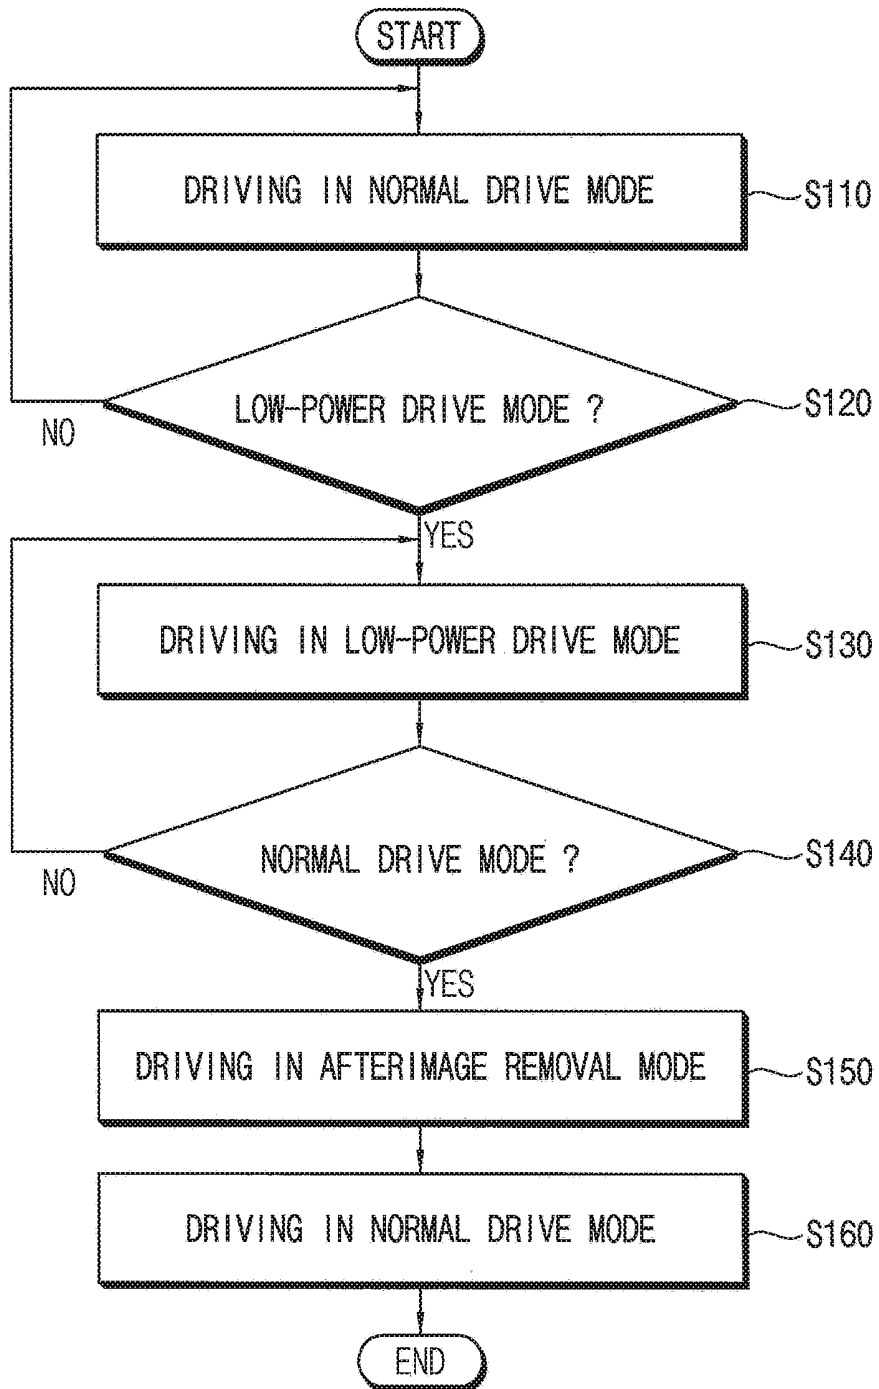 START
DRIVING IN NORMAL DRIVE MODE
S110
LOW-POWER DRIVE MODE ?
S120
NO
YES
DRIVING IN LOW-POWER DRIVE MODE
S130
NORMAL DRIVE MODE ?
S140
NO
YES
DRIVING IN AFTERIMAGE REMOVAL MODE
S150
DRIVING IN NORMAL DRIVE MODE
S160
END